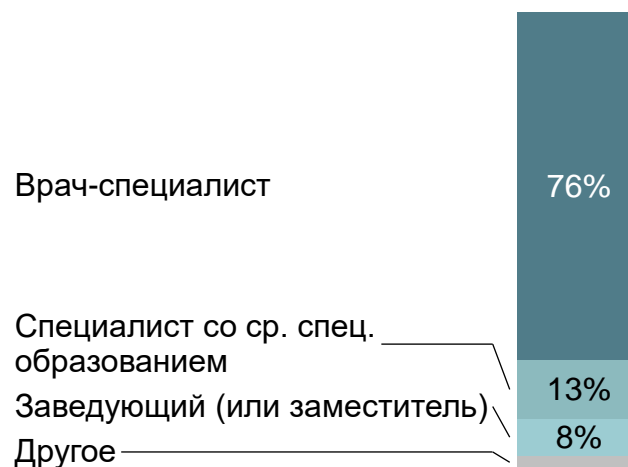 Врач-специалист
76%
Специалист со ср. спец.
образованием
13%
Заведующий (или заместитель)
8%
Другое